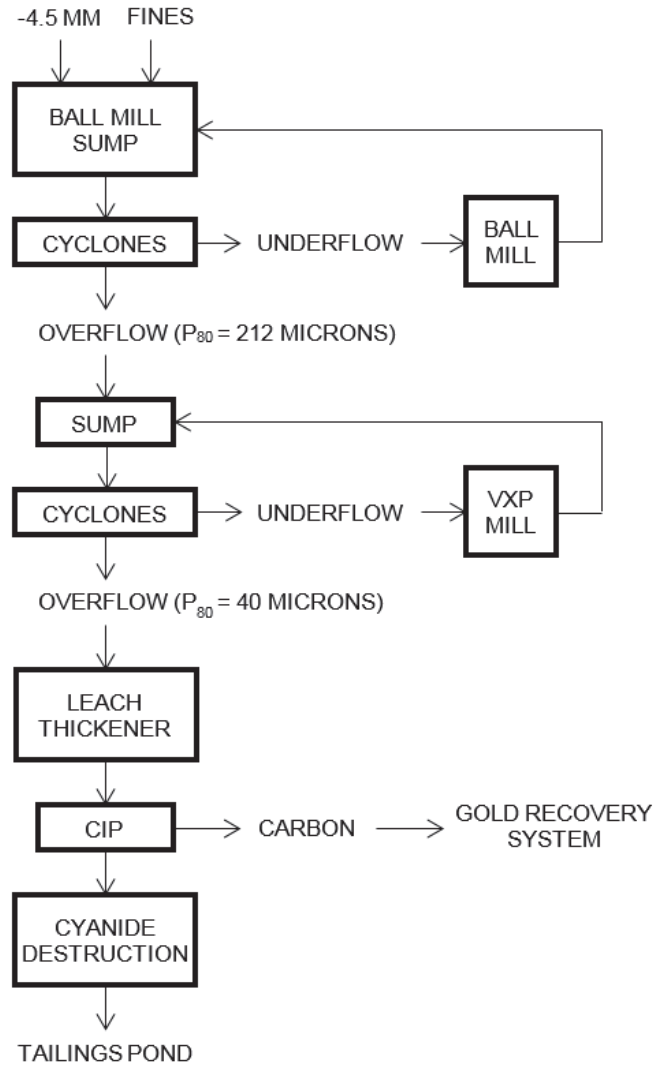 -4.5 MM FINES
BALL MILL
SUMP
CYCLONES
UNDERFLOW
BALL
MILL
OVERFLOW (P₈₀ = 212 MICRONS)
SUMP
CYCLONES
UNDERFLOW
VXP
MILL
OVERFLOW (P₈₀ = 40 MICRONS)
LEACH
THICKENER
CIP
CARBON
GOLD RECOVERY
SYSTEM
CYANIDE
DESTRUCTION
TAILINGS POND